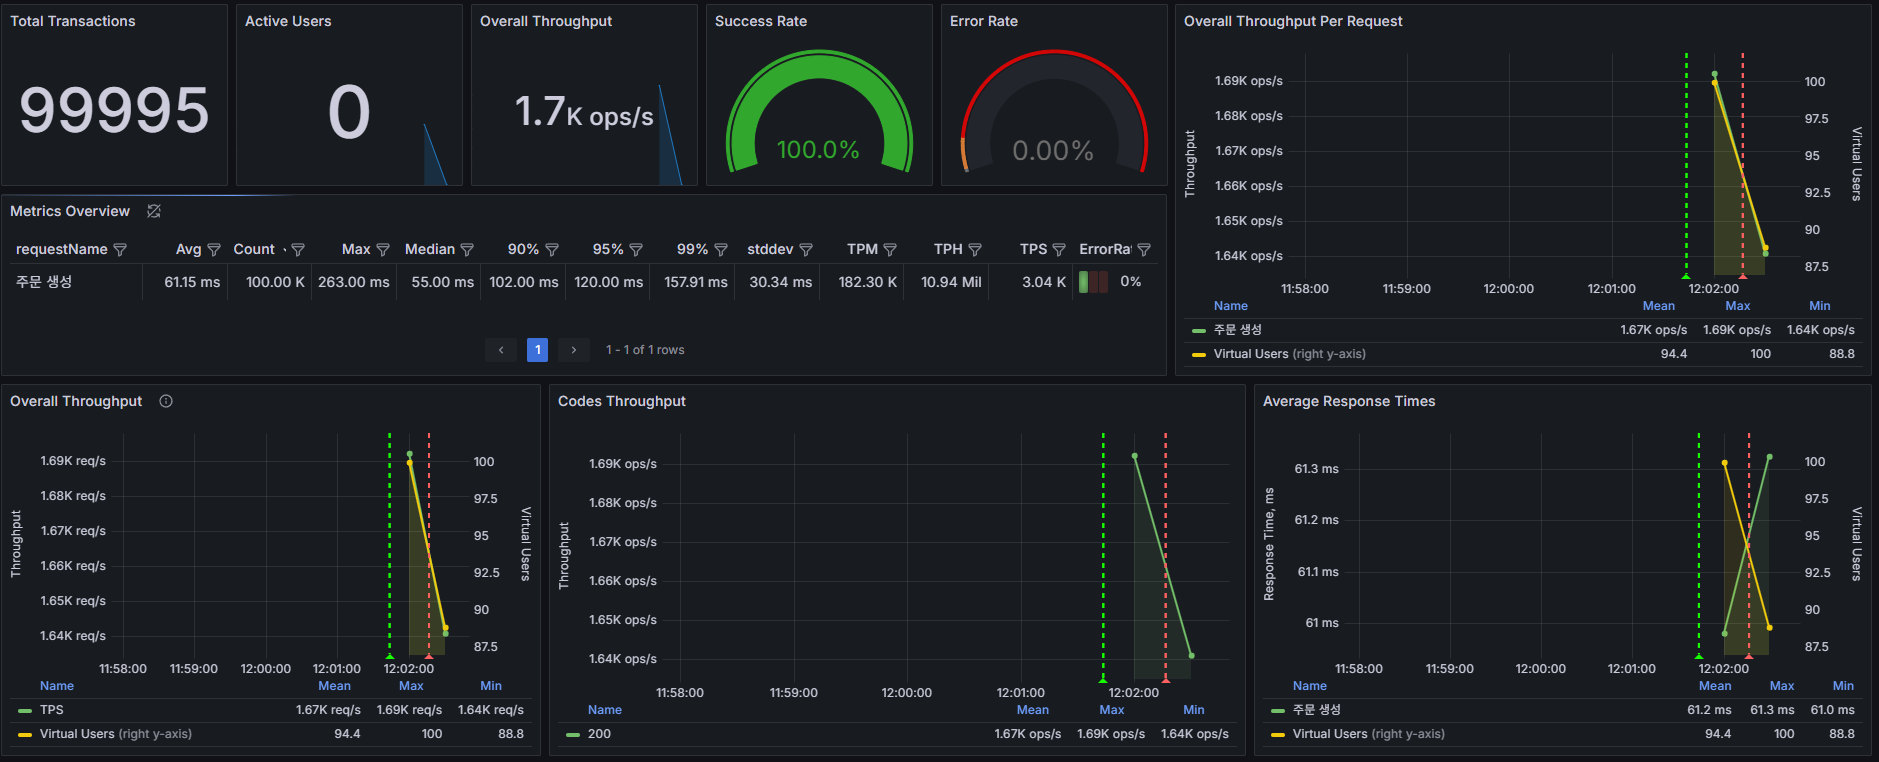 Total Transactions
99995
Active Users
0
Overall Throughput
1.7K ops/s
Success Rate
100.0%
Error Rate
0.00%
Overall Throughput Per Request
1.69K ops/s
1.68K ops/s
1.67K ops/s
1.66K ops/s
1.65K ops/s
1.64K ops/s
Throughput
100
97.5
95
92.5
90
87.5
Virtual Users
11:58:00 11:59:00 12:00:00 12:01:00 12:02:00
Name Mean Max Min
주문 생성 1.67K ops/s 1.69K ops/s 1.64K ops/s
Virtual Users (right y-axis) 94.4 100 88.8
Metrics Overview
requestName Avg Count Max Median 90% 95% 99% stddev TPM TPH TPS ErrorRa
주문 생성 61.15 ms 100.00 K 263.00 ms 55.00 ms 102.00 ms 120.00 ms 157.91 ms 30.34 ms 182.30 K 10.94 Mil 3.04 K 0%
1
1 - 1 of 1 rows
Overall Throughput
1.69K req/s
1.68K req/s
1.67K req/s
1.66K req/s
1.65K req/s
1.64K req/s
Throughput
100
97.5
95
92.5
90
87.5
Virtual Users
11:58:00 11:59:00 12:00:00 12:01:00 12:02:00
Name Mean Max Min
TPS 1.67K req/s 1.69K req/s 1.64K req/s
Virtual Users (right y-axis) 94.4 100 88.8
Codes Throughput
1.69K ops/s
1.68K ops/s
1.67K ops/s
1.66K ops/s
1.65K ops/s
1.64K ops/s
Throughput
11:58:00 11:59:00 12:00:00 12:01:00 12:02:00
Name Mean Max Min
200 1.67K ops/s 1.69K ops/s 1.64K ops/s
Average Response Times
61.3 ms
61.2 ms
61.1 ms
61 ms
Response Time, ms
100
97.5
95
92.5
90
87.5
Virtual Users
11:58:00 11:59:00 12:00:00 12:01:00 12:02:00
Name Mean Max Min
주문 생성 61.2 ms 61.3 ms 61.0 ms
Virtual Users (right y-axis) 94.4 100 88.8